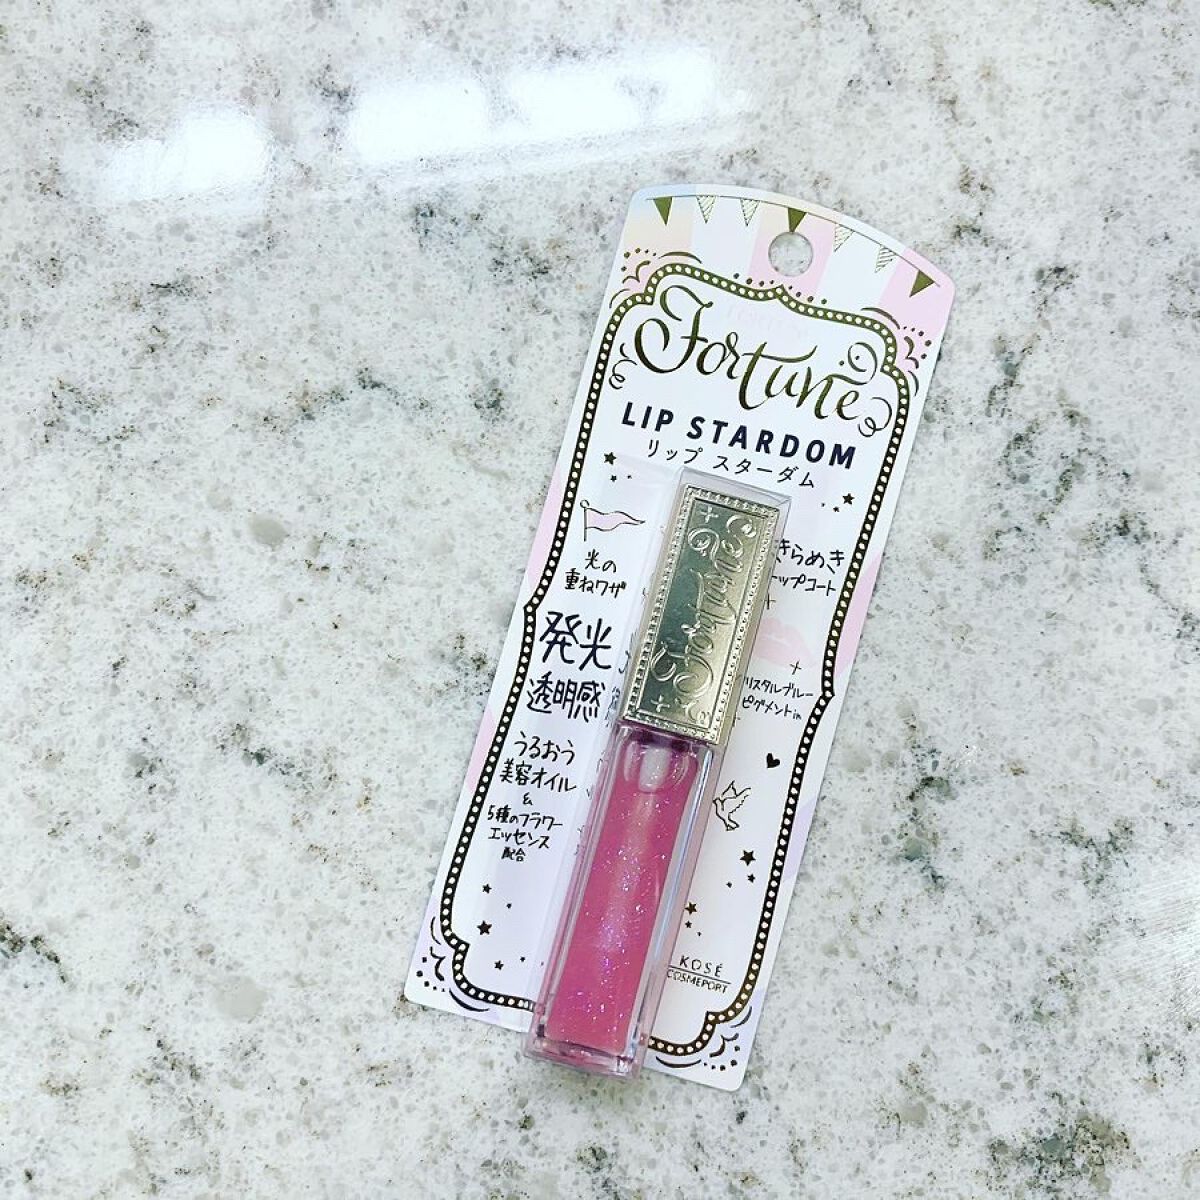 Fortune
LIP STARDOM
リップ スターダム
光の
重ねワザ
発光
透明感
うるおう
美容オイル
&
5種のフラワー
エッセンス
配合
きらめき
トップコート
リスタルブルー
ピグメント in
Fortune
KOSÉ
COSMEPORT